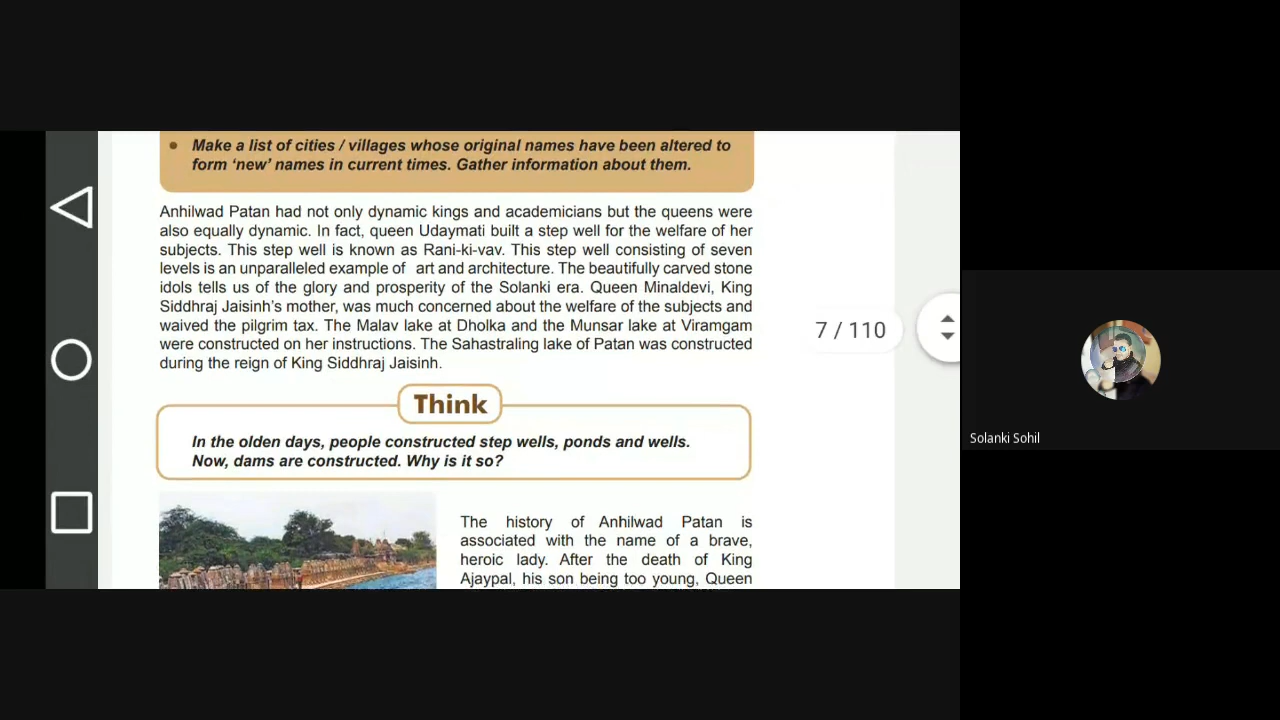 • Make a list of cities / villages whose original names have been altered to
form ‘new’ names in current times. Gather information about them.
Anhilwad Patan had not only dynamic kings and academicians but the queens were
also equally dynamic. In fact, queen Udaymati built a step well for the welfare of her
subjects. This step well is known as Rani-ki-vav. This step well consisting of seven
levels is an unparalleled example of art and architecture. The beautifully carved stone
idols tells us of the glory and prosperity of the Solanki era. Queen Minaldevi, King
Siddhraj Jaisinh’s mother, was much concerned about the welfare of the subjects and
waived the pilgrim tax. The Malav lake at Dholka and the Munsar lake at Viramgam
were constructed on her instructions. The Sahastraling lake of Patan was constructed
during the reign of King Siddhraj Jaisinh.
Think
In the olden days, people constructed step wells, ponds and wells.
Now, dams are constructed. Why is it so?
The history of Anhilwad Patan is
associated with the name of a brave,
heroic lady. After the death of King
Ajaypal, his son being too young, Queen
7 / 110
Solanki Sohil